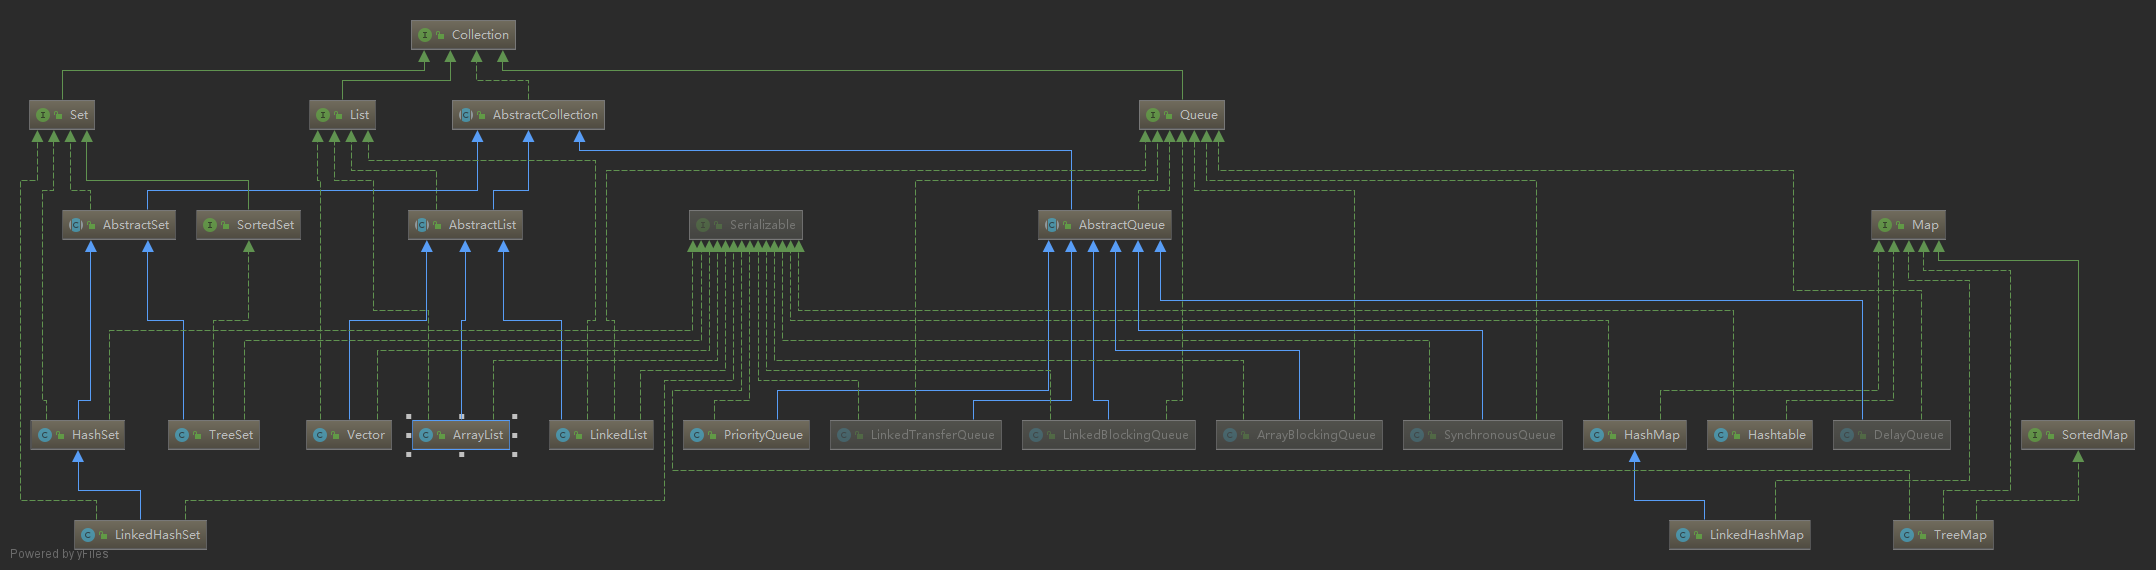 Collection
Set
List
AbstractCollection
Queue
AbstractSet
SortedSet
AbstractList
Serializable
AbstractQueue
Map
HashSet
TreeSet
Vector
ArrayList
LinkedList
PriorityQueue
LinkedTransferQueue
LinkedBlockingQueue
ArrayBlockingQueue
SynchronousQueue
HashMap
Hashtable
DelayQueue
SortedMap
LinkedHashSet
LinkedHashMap
TreeMap
Powered by yFiles